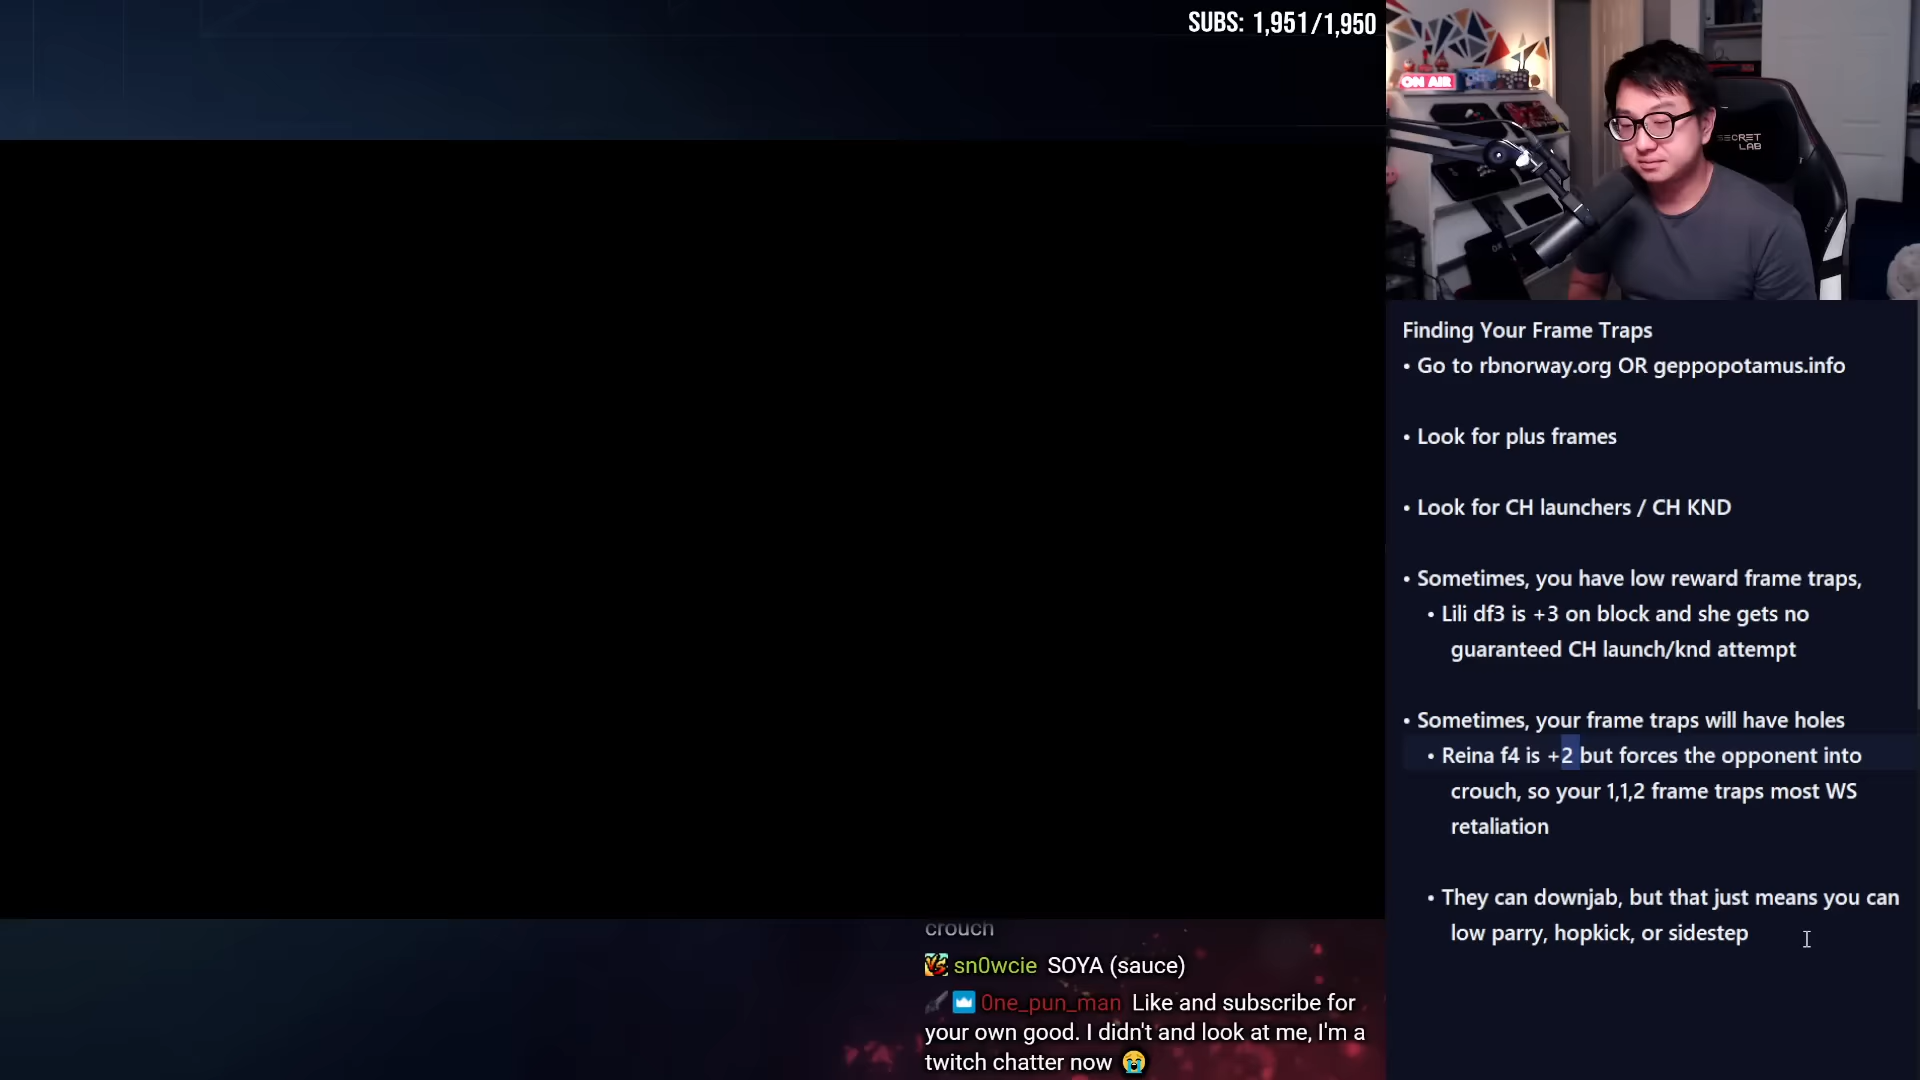 SUBS: 1,951/1,950
ON AIR
SECRET
LAB
Finding Your Frame Traps
• Go to rbnorway.org OR geppopotamus.info
• Look for plus frames
• Look for CH launchers / CH KND
• Sometimes, you have low reward frame traps,
• Lili df3 is +3 on block and she gets no
guaranteed CH launch/knd attempt
• Sometimes, your frame traps will have holes
• Reina f4 is +2 but forces the opponent into
crouch, so your 1,1,2 frame traps most WS
retaliation
• They can downjab, but that just means you can
low parry, hopkick, or sidestep
crouch
sn0wcie SOYA (sauce)
0ne_pun_man Like and subscribe for
your own good. I didn't and look at me, I'm a
twitch chatter now 😭